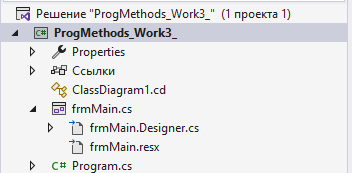 Решение "ProgMethods_Work3_" (1 проекта 1)
C# ProgMethods_Work3_
Properties
Ссылки
ClassDiagram1.cd
frmMain.cs
frmMain.Designer.cs
frmMain.resx
C# Program.cs